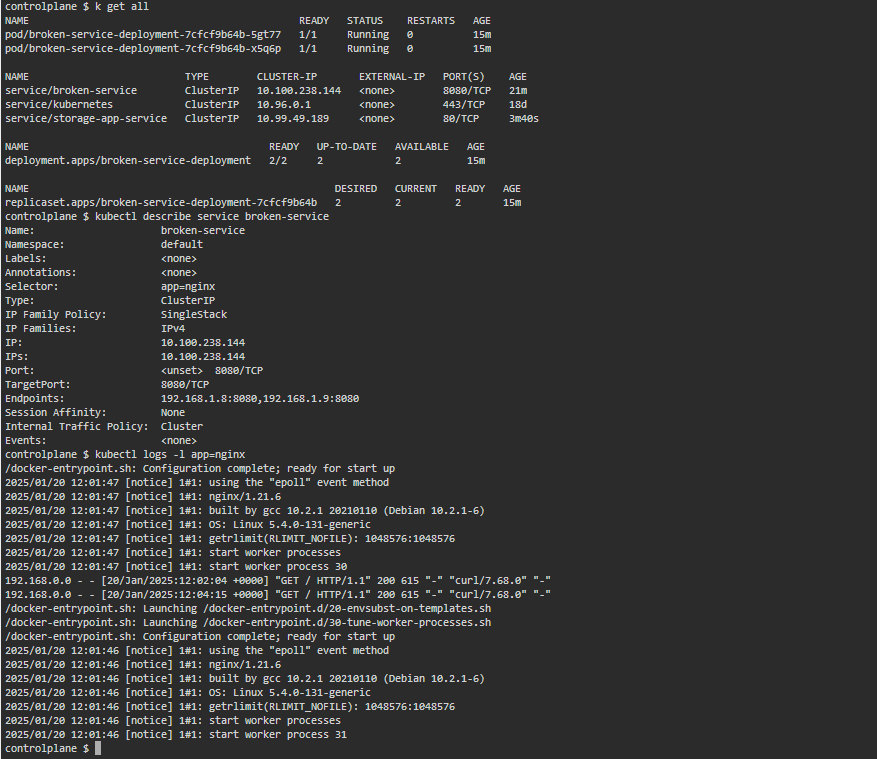 controlplane $ k get all
NAME                                             READY   STATUS    RESTARTS   AGE
pod/broken-service-deployment-7cfcf9b64b-5gt77   1/1     Running   0          15m
pod/broken-service-deployment-7cfcf9b64b-x5q6p   1/1     Running   0          15m

NAME                          TYPE        CLUSTER-IP       EXTERNAL-IP   PORT(S)    AGE
service/broken-service        ClusterIP   10.100.238.144   <none>        8080/TCP   21m
service/kubernetes            ClusterIP   10.96.0.1        <none>        443/TCP    18d
service/storage-app-service   ClusterIP   10.99.49.189     <none>        80/TCP     3m40s

NAME                                        READY   UP-TO-DATE   AVAILABLE   AGE
deployment.apps/broken-service-deployment   2/2     2            2           15m

NAME                                                   DESIRED   CURRENT   READY   AGE
replicaset.apps/broken-service-deployment-7cfcf9b64b   2         2         2       15m
controlplane $ kubectl describe service broken-service
Name:                     broken-service
Namespace:                default
Labels:                   <none>
Annotations:              <none>
Selector:                 app=nginx
Type:                     ClusterIP
IP Family Policy:         SingleStack
IP Families:              IPv4
IP:                       10.100.238.144
IPs:                      10.100.238.144
Port:                     <unset>  8080/TCP
TargetPort:               8080/TCP
Endpoints:                192.168.1.8:8080,192.168.1.9:8080
Session Affinity:         None
Internal Traffic Policy:  Cluster
Events:                   <none>
controlplane $ kubectl logs -l app=nginx
/docker-entrypoint.sh: Configuration complete; ready for start up
2025/01/20 12:01:47 [notice] 1#1: using the "epoll" event method
2025/01/20 12:01:47 [notice] 1#1: nginx/1.21.6
2025/01/20 12:01:47 [notice] 1#1: built by gcc 10.2.1 20210110 (Debian 10.2.1-6)
2025/01/20 12:01:47 [notice] 1#1: OS: Linux 5.4.0-131-generic
2025/01/20 12:01:47 [notice] 1#1: getrlimit(RLIMIT_NOFILE): 1048576:1048576
2025/01/20 12:01:47 [notice] 1#1: start worker processes
2025/01/20 12:01:47 [notice] 1#1: start worker process 30
192.168.0.0 - - [20/Jan/2025:12:02:04 +0000] "GET / HTTP/1.1" 200 615 "-" "curl/7.68.0" "-"
192.168.0.0 - - [20/Jan/2025:12:04:15 +0000] "GET / HTTP/1.1" 200 615 "-" "curl/7.68.0" "-"
/docker-entrypoint.sh: Launching /docker-entrypoint.d/20-envsubst-on-templates.sh
/docker-entrypoint.sh: Launching /docker-entrypoint.d/30-tune-worker-processes.sh
/docker-entrypoint.sh: Configuration complete; ready for start up
2025/01/20 12:01:46 [notice] 1#1: using the "epoll" event method
2025/01/20 12:01:46 [notice] 1#1: nginx/1.21.6
2025/01/20 12:01:46 [notice] 1#1: built by gcc 10.2.1 20210110 (Debian 10.2.1-6)
2025/01/20 12:01:46 [notice] 1#1: OS: Linux 5.4.0-131-generic
2025/01/20 12:01:46 [notice] 1#1: getrlimit(RLIMIT_NOFILE): 1048576:1048576
2025/01/20 12:01:46 [notice] 1#1: start worker processes
2025/01/20 12:01:46 [notice] 1#1: start worker process 31
controlplane $